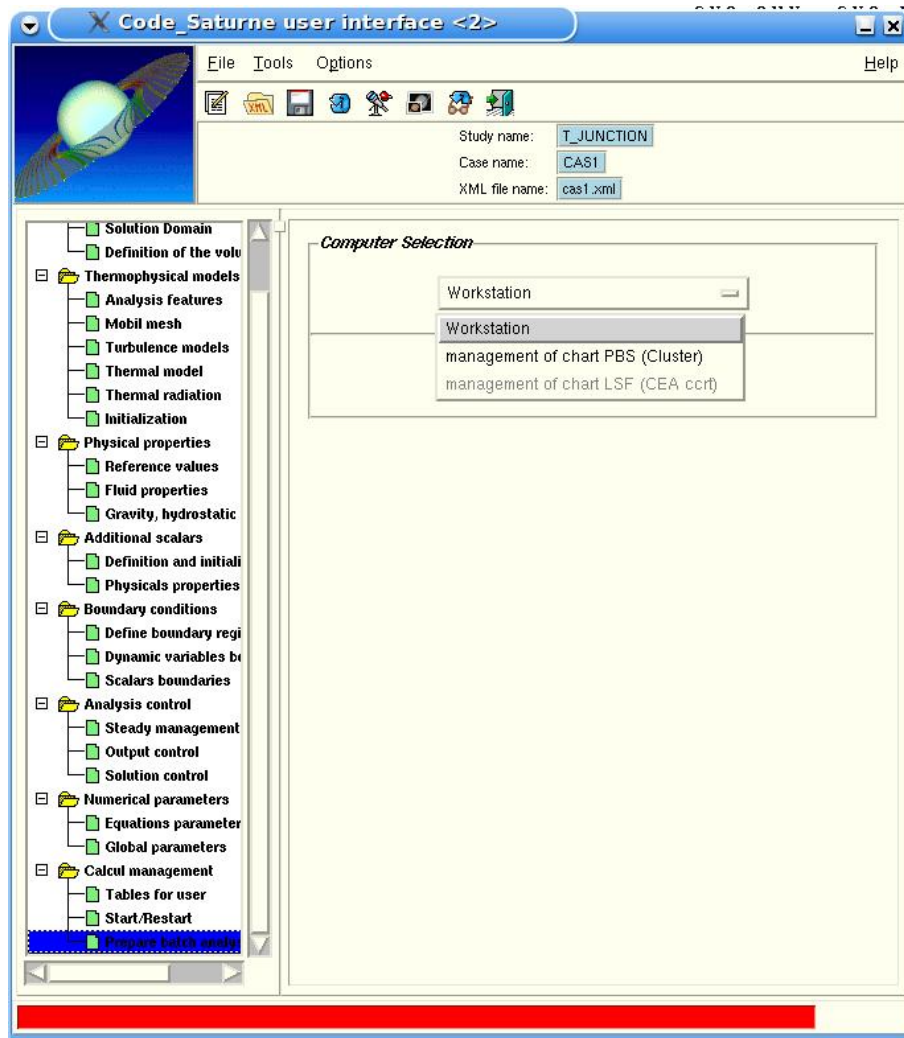 Code_Saturne user interface <2>
File Tools Options Help
XML
Study name: T_JUNCTION
Case name: CAS1
XML file name: cas1.xml
Solution Domain
Definition of the volu
Thermophysical models
Analysis features
Mobil mesh
Turbulence models
Thermal model
Thermal radiation
Initialization
Physical properties
Reference values
Fluid properties
Gravity, hydrostatic
Additional scalars
Definition and initiali
Physicals properties
Boundary conditions
Define boundary regi
Dynamic variables bo
Scalars boundaries
Analysis control
Steady management
Output control
Solution control
Numerical parameters
Equations parameter
Global parameters
Calcul management
Tables for user
Start/Restart
Prepare batch analy
Computer Selection
Workstation
Workstation
management of chart PBS (Cluster)
management of chart LSF (CEA ccrt)